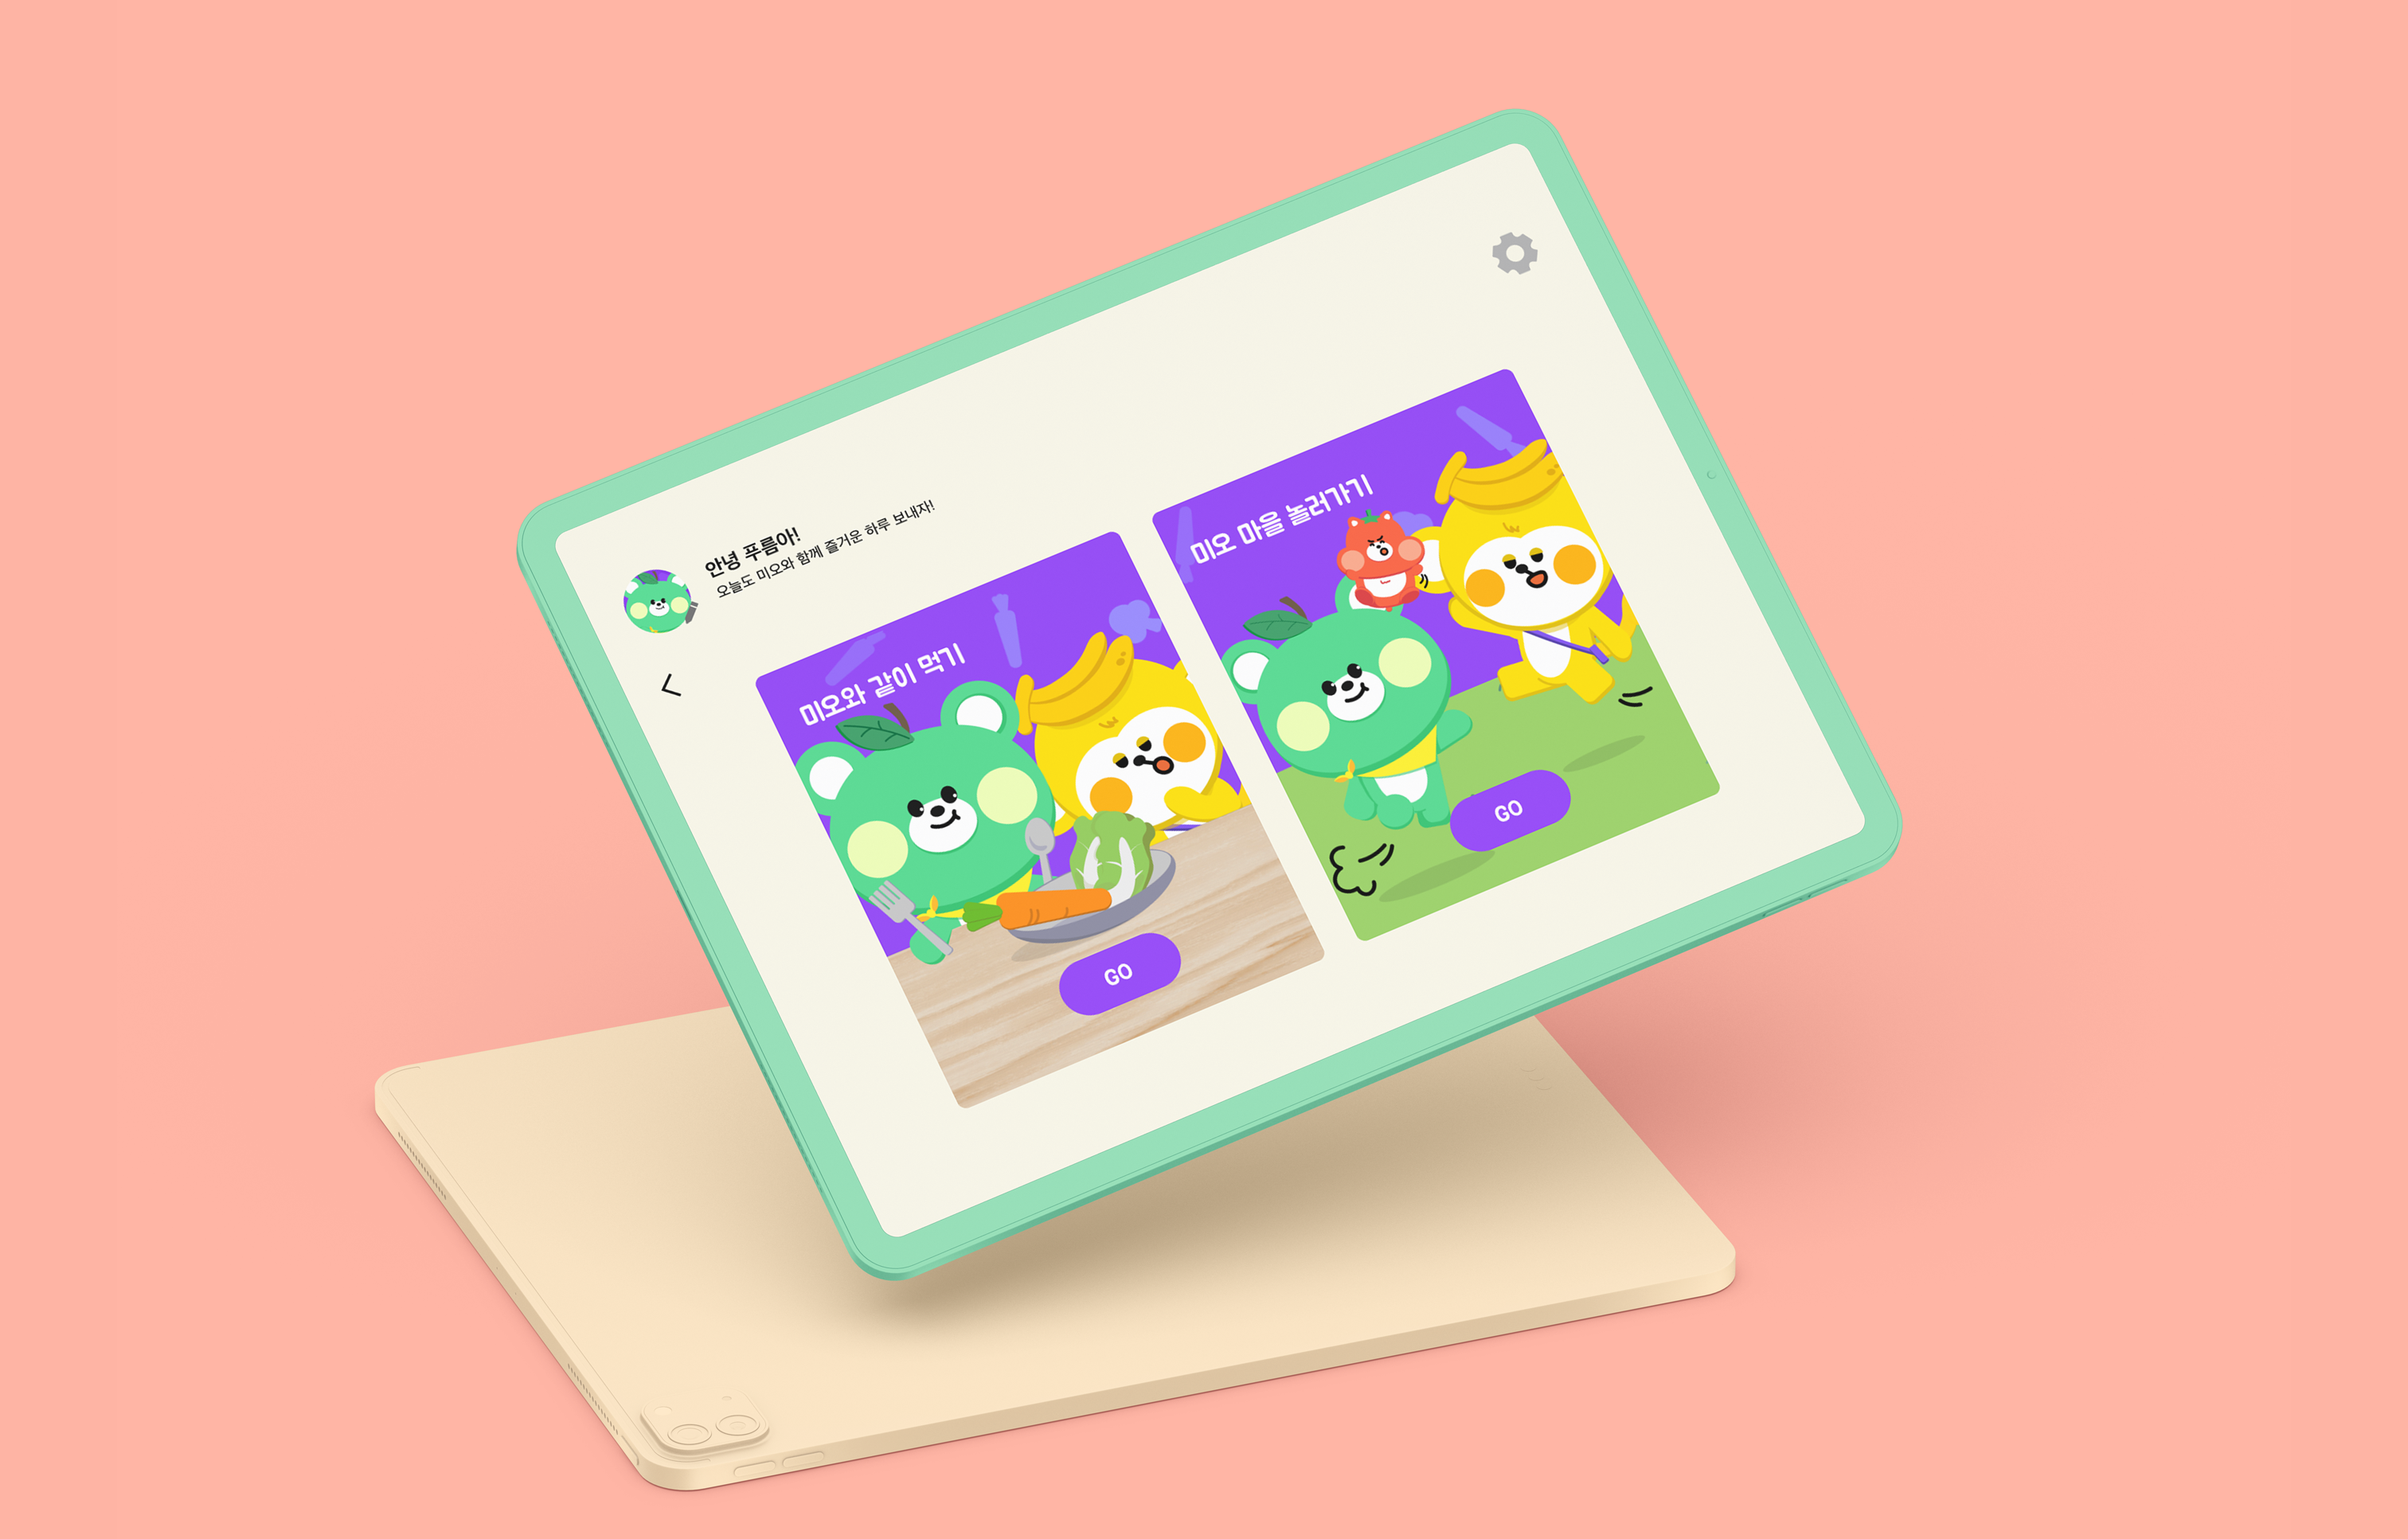 안녕 푸름아!
오늘도 미오와 함께 즐거운 하루 보내자!
미오와 같이 먹기
GO
미오 마을 놀러가기
GO